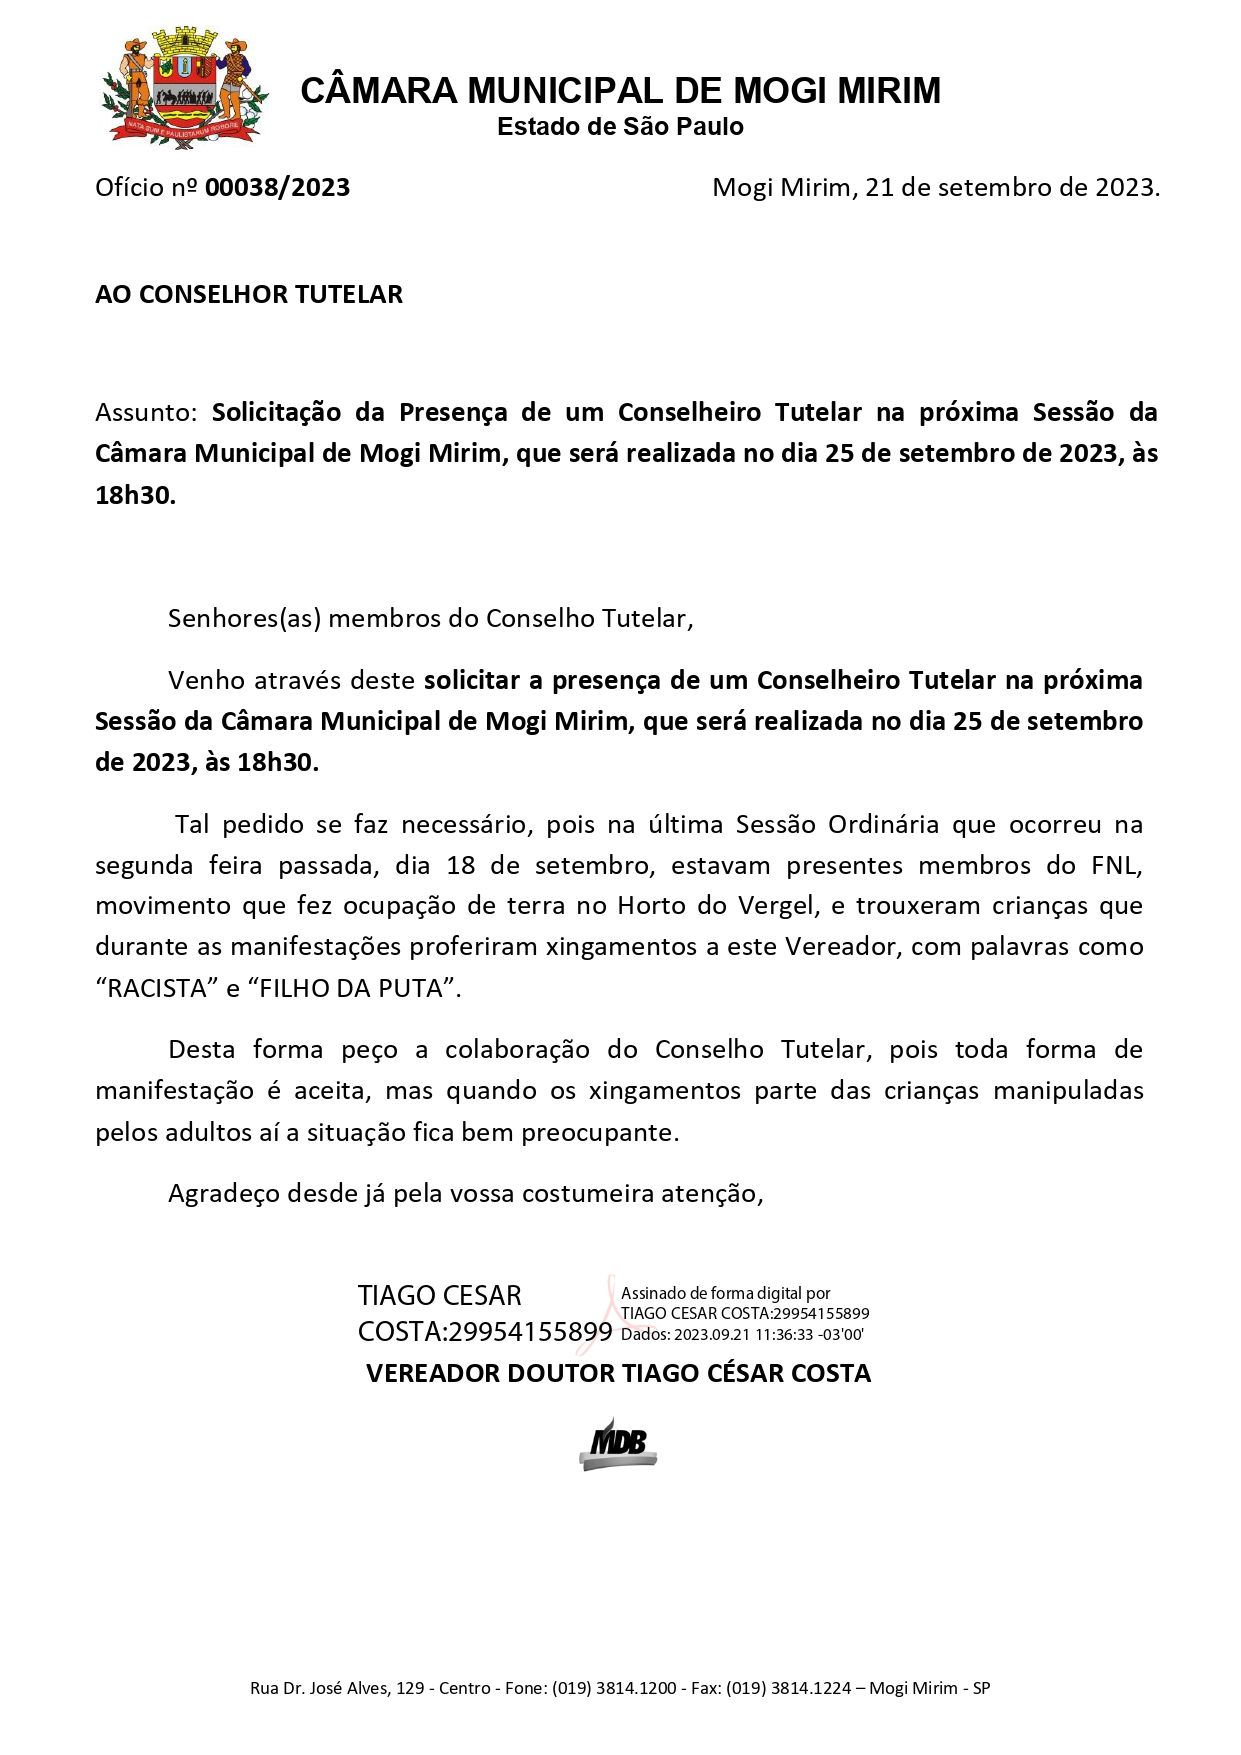 NATA SUM E PAULISTARUM ROBORE
CÂMARA MUNICIPAL DE MOGI MIRIM
Estado de São Paulo
Ofício nº 00038/2023 Mogi Mirim, 21 de setembro de 2023.
AO CONSELHOR TUTELAR
Assunto: Solicitação da Presença de um Conselheiro Tutelar na próxima Sessão da
Câmara Municipal de Mogi Mirim, que será realizada no dia 25 de setembro de 2023, às
18h30.
Senhores(as) membros do Conselho Tutelar,
Venho através deste solicitar a presença de um Conselheiro Tutelar na próxima
Sessão da Câmara Municipal de Mogi Mirim, que será realizada no dia 25 de setembro
de 2023, às 18h30.
Tal pedido se faz necessário, pois na última Sessão Ordinária que ocorreu na
segunda feira passada, dia 18 de setembro, estavam presentes membros do FNL,
movimento que fez ocupação de terra no Horto do Vergel, e trouxeram crianças que
durante as manifestações proferiram xingamentos a este Vereador, com palavras como
“RACISTA” e “FILHO DA PUTA”.
Desta forma peço a colaboração do Conselho Tutelar, pois toda forma de
manifestação é aceita, mas quando os xingamentos parte das crianças manipuladas
pelos adultos aí a situação fica bem preocupante.
Agradeço desde já pela vossa costumeira atenção,
TIAGO CESAR
COSTA:29954155899
Assinado de forma digital por
TIAGO CESAR COSTA:29954155899
Dados: 2023.09.21 11:36:33 -03'00'
VEREADOR DOUTOR TIAGO CÉSAR COSTA
MDB
Rua Dr. José Alves, 129 - Centro - Fone: (019) 3814.1200 - Fax: (019) 3814.1224 – Mogi Mirim - SP